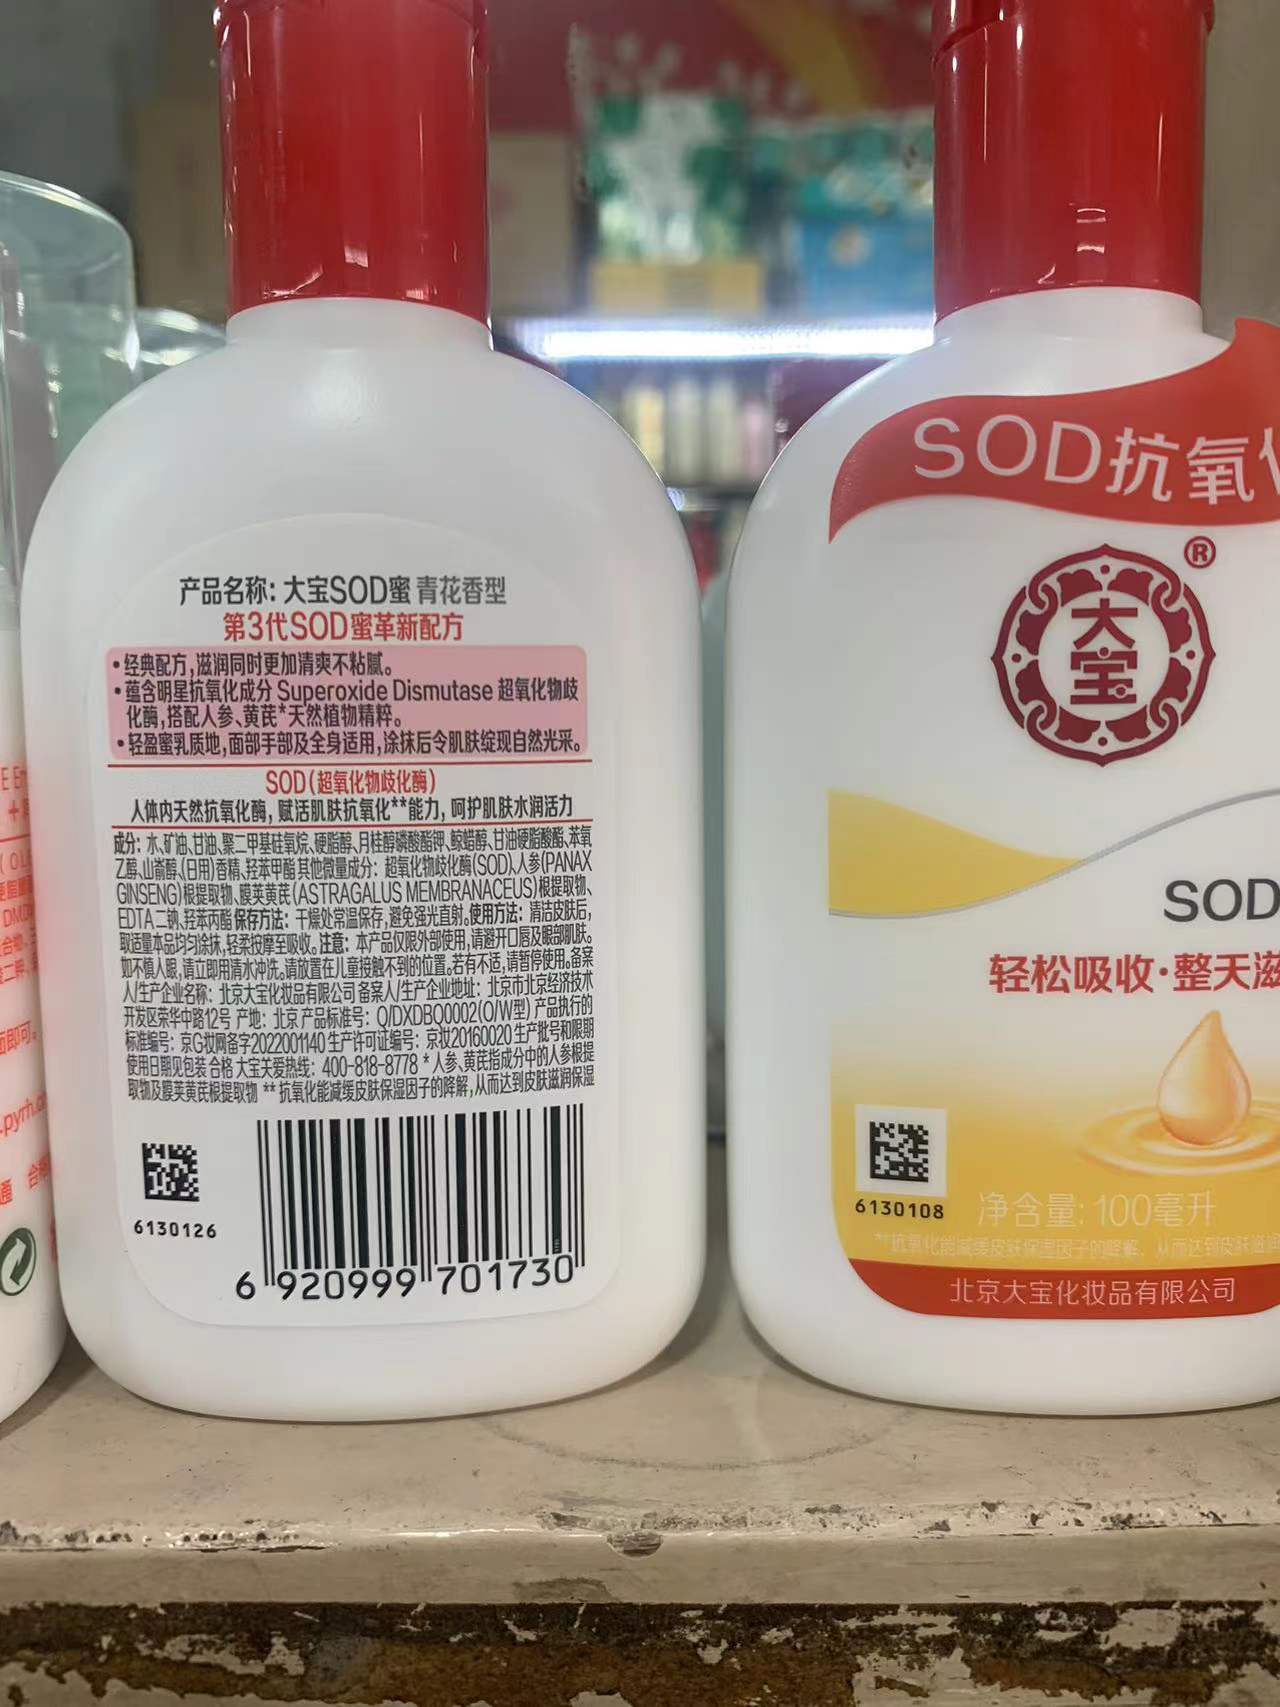 产品名称：大宝SOD蜜 青花香型
第3代SOD蜜革新配方
•经典配方,滋润同时更加清爽不粘腻。
•蕴含明星抗氧化成分 Superoxide Dismutase 超氧化物歧
化酶,搭配人参、黄芪*天然植物精粹。
•轻盈蜜乳质地,面部手部及全身适用,涂抹后令肌肤绽现自然光采。
SOD(超氧化物歧化酶)
人体内天然抗氧化酶, 赋活肌肤抗氧化**能力, 呵护肌肤水润活力
成分：水、矿油、甘油、聚二甲基硅氧烷、硬脂醇、月桂醇磷酸酯钾、鲸蜡醇、甘油硬脂酸酯、苯氧
乙醇、山嵛醇、(日用)香精、羟苯甲酯 其他微量成分：超氧化物歧化酶(SOD)、人参(PANAX
GINSENG)根提取物、膜荚黄芪(ASTRAGALUS MEMBRANACEUS)根提取物、
EDTA 二钠、羟苯丙酯 保存方法：干燥处常温保存,避免强光直射。使用方法：清洁皮肤后,
取适量本品均匀涂抹,轻柔按摩至吸收。注意：本产品仅限外部使用,请避开口唇及眼部肌肤。
如不慎入眼,请立即用清水冲洗。请放置在儿童接触不到的位置。若有不适,请暂停使用。备案
人/生产企业名称：北京大宝化妆品有限公司 备案人/生产企业地址：北京市北京经济技术
开发区荣华中路12号 产地：北京 产品标准号：Q/DXDBQ0002(O/W型) 产品执行的
标准编号：京G妆网备字2022001140 生产许可证编号：京妆20160020 生产批号和限期
使用日期见包装 合格 大宝关爱热线：400-818-8778 * 人参、黄芪指成分中的人参根提
取物及膜荚黄芪根提取物 ** 抗氧化能减缓皮肤保湿因子的降解,从而达到皮肤滋润保湿
6130126
6 920999 701730
SOD抗氧化
®
大宝
SOD
轻松吸收·整天滋
6130108
净含量: 100毫升
**抗氧化能减缓皮肤保湿因子的降解，从而达到皮肤滋润
北京大宝化妆品有限公司